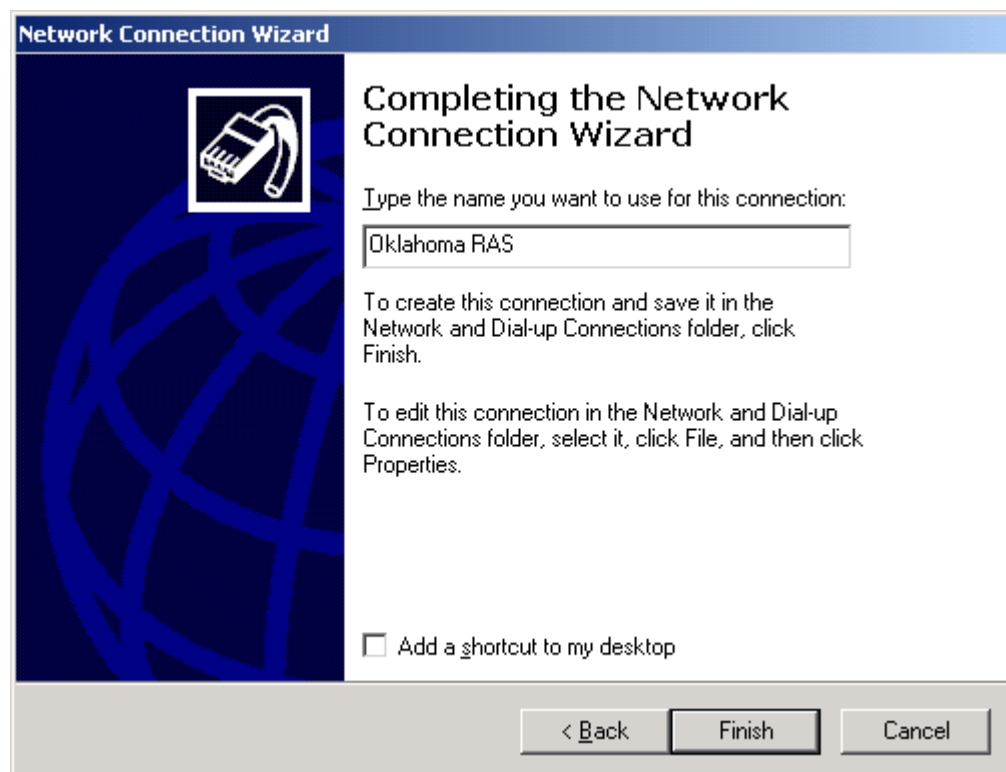 Network Connection Wizard
Completing the Network
Connection Wizard
Type the name you want to use for this connection:
Oklahoma RAS
To create this connection and save it in the
Network and Dial-up Connections folder, click
Finish.
To edit this connection in the Network and Dial-up
Connections folder, select it, click File, and then click
Properties.
Add a shortcut to my desktop
< Back Finish Cancel